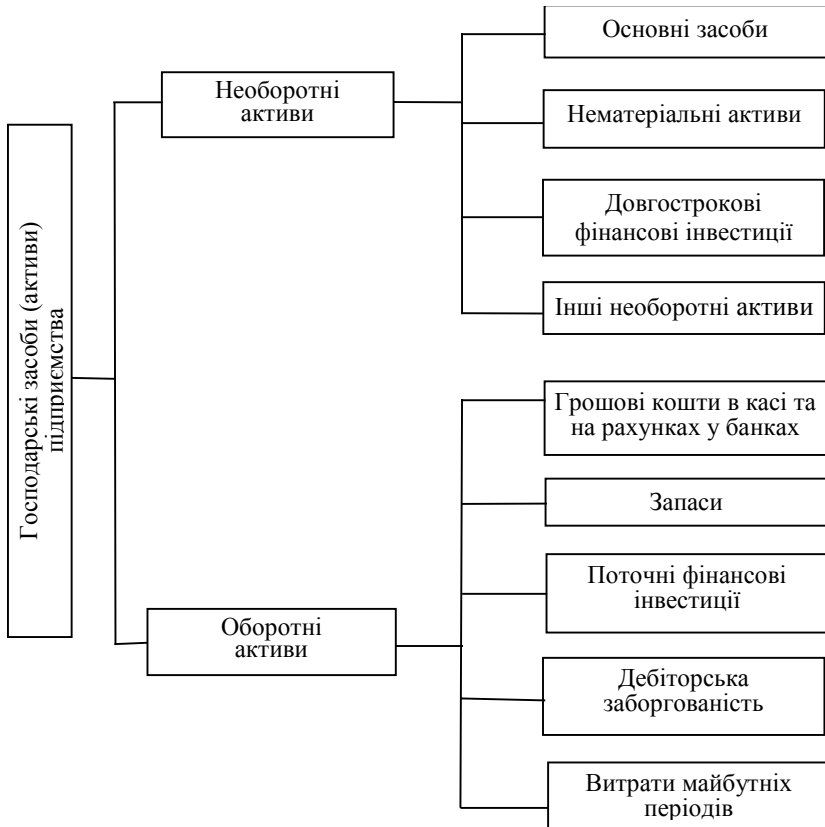 Господарські засоби (активи)
підприємства
Необоротні
активи
Основні засоби
Нематеріальні активи
Довгострокові
фінансові інвестиції
Інші необоротні активи
Оборотні
активи
Грошові кошти в касі та
на рахунках у банках
Запаси
Поточні фінансові
інвестиції
Дебіторська
заборгованість
Витрати майбутніх
періодів